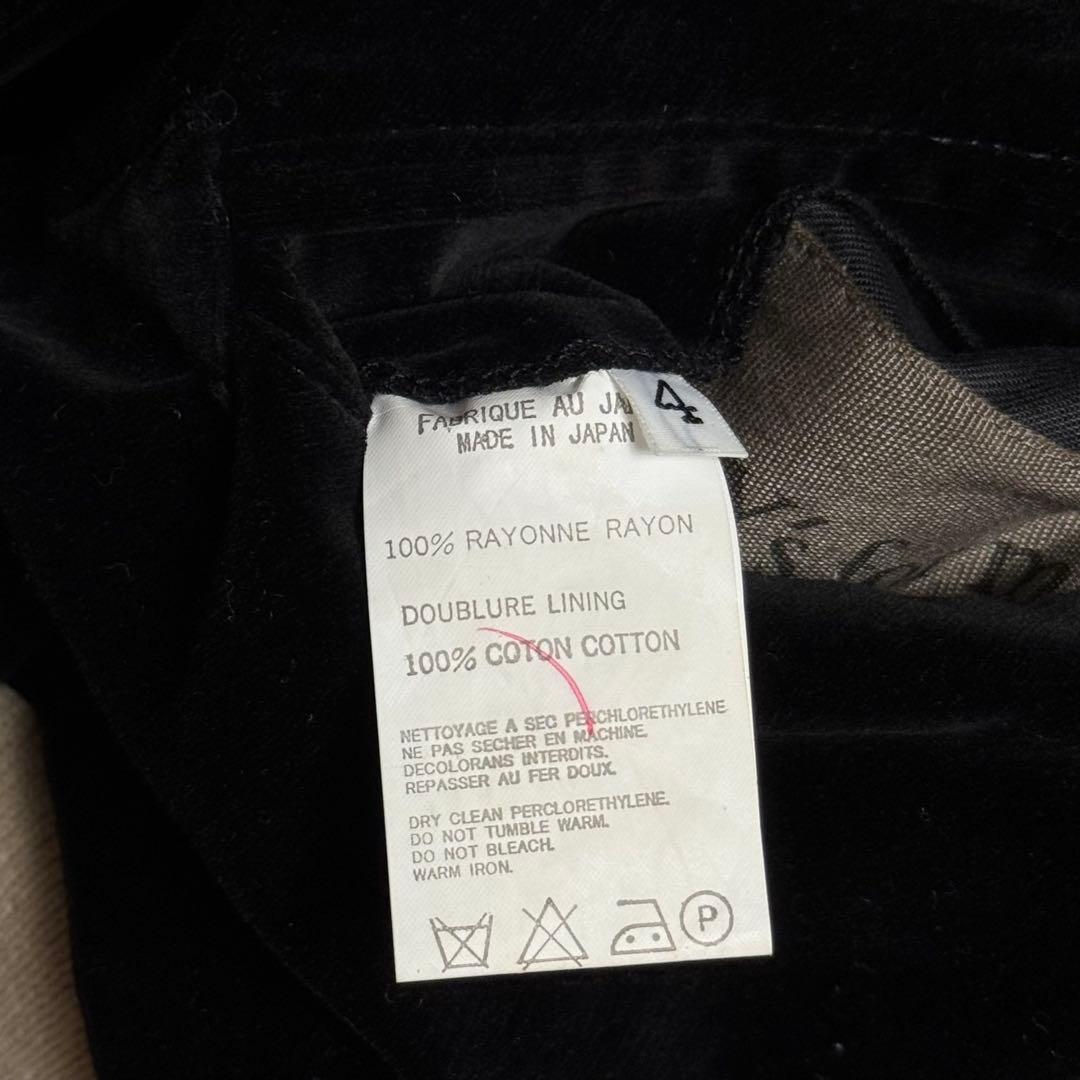 FABRIQUE AU JA
4
MADE IN JAPAN
100% RAYONNE RAYON
DOUBLURE LINING
100% COTON COTTON
NETTOYAGE A SEC PERCHLORETHYLENE
NE PAS SECHER EN MACHINE.
DECOLORANS INTERDITS.
REPASSER AU FER DOUX.
DRY CLEAN PERCLORETHYLENE.
DO NOT TUMBLE WARM.
DO NOT BLEACH.
WARM IRON.
P